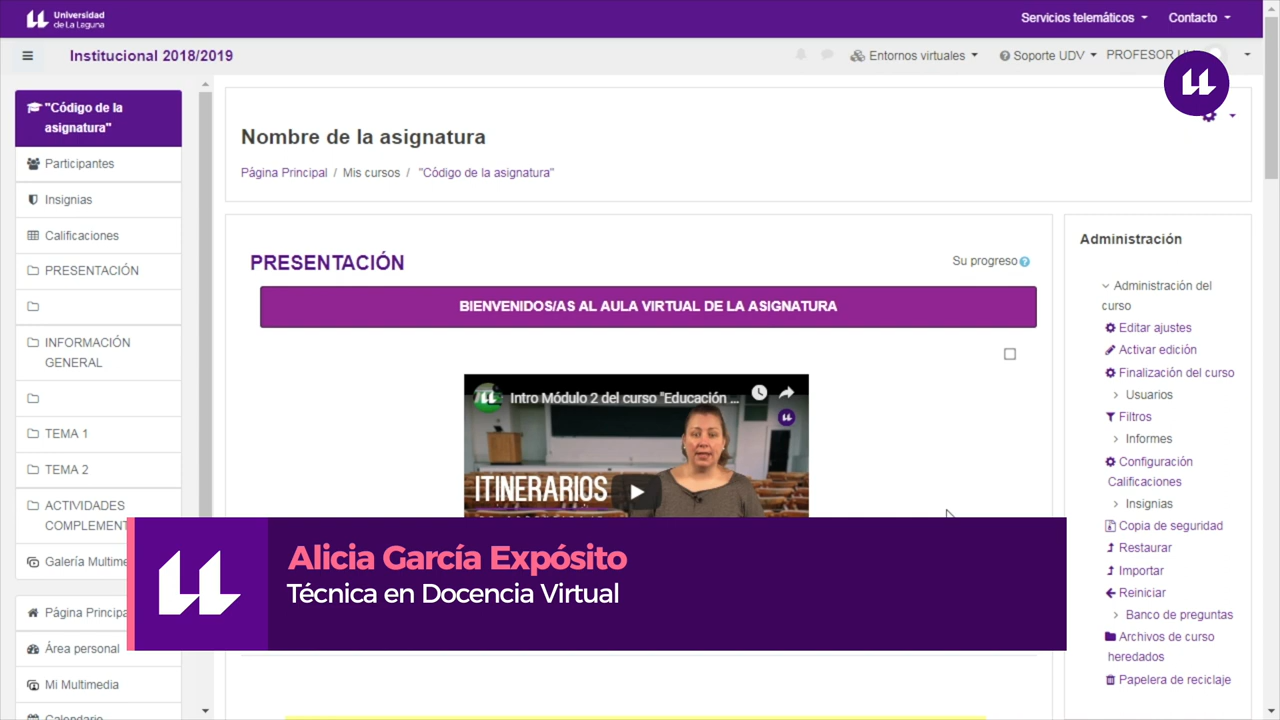 Universidad
de La Laguna
Servicios telemáticos
Contacto
Institucional 2018/2019
Entornos virtuales
Soporte UDV
PROFESOR
"Código de la
asignatura"
Participantes
Insignias
Calificaciones
PRESENTACIÓN
INFORMACIÓN
GENERAL
TEMA 1
TEMA 2
ACTIVIDADES
COMPLEMENT
Galería Multime
Página Principa
Área personal
Mi Multimedia
Calendario
Nombre de la asignatura
Página Principal / Mis cursos / "Código de la asignatura"
PRESENTACIÓN
Su progreso
BIENVENIDOS/AS AL AULA VIRTUAL DE LA ASIGNATURA
Intro Módulo 2 del curso "Educación ...
ITINERARIOS
Alicia García Expósito
Técnica en Docencia Virtual
Administración
Administración del
curso
Editar ajustes
Activar edición
Finalización del curso
Usuarios
Filtros
Informes
Configuración
Calificaciones
Insignias
Copia de seguridad
Restaurar
Importar
Reiniciar
Banco de preguntas
Archivos de curso
heredados
Papelera de reciclaje